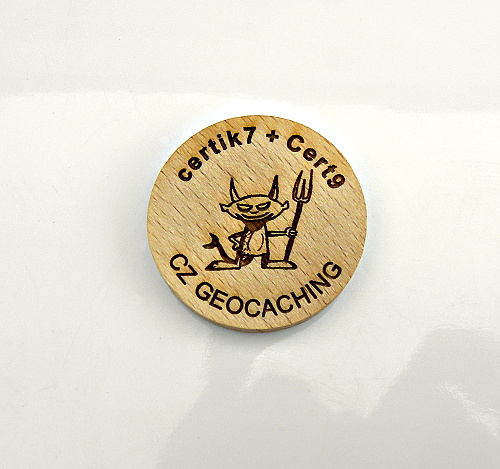 certik7 + Cert9
CZ GEOCACHING